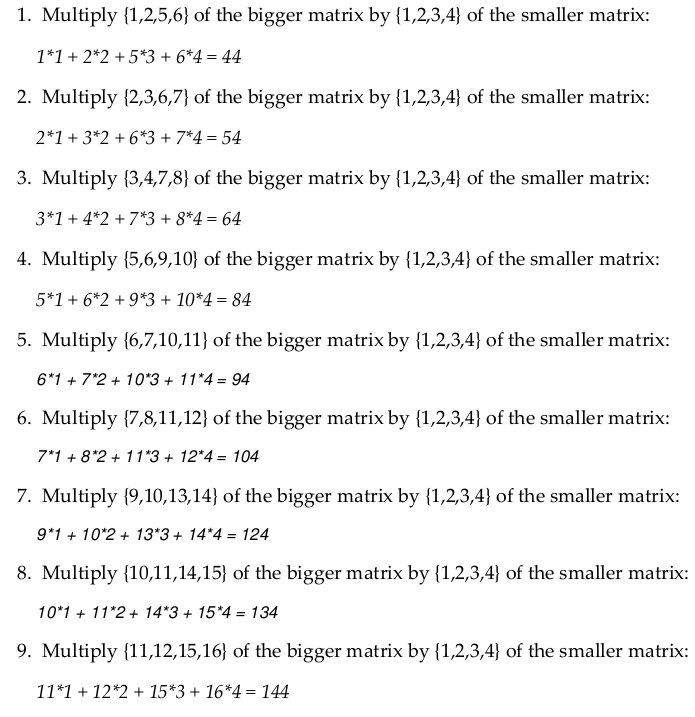 1. Multiply {1,2,5,6} of the bigger matrix by {1,2,3,4} of the smaller matrix:
1*1 + 2*2 + 5*3 + 6*4 = 44
2. Multiply {2,3,6,7} of the bigger matrix by {1,2,3,4} of the smaller matrix:
2*1 + 3*2 + 6*3 + 7*4 = 54
3. Multiply {3,4,7,8} of the bigger matrix by {1,2,3,4} of the smaller matrix:
3*1 + 4*2 + 7*3 + 8*4 = 64
4. Multiply {5,6,9,10} of the bigger matrix by {1,2,3,4} of the smaller matrix:
5*1 + 6*2 + 9*3 + 10*4 = 84
5. Multiply {6,7,10,11} of the bigger matrix by {1,2,3,4} of the smaller matrix:
6*1 + 7*2 + 10*3 + 11*4 = 94
6. Multiply {7,8,11,12} of the bigger matrix by {1,2,3,4} of the smaller matrix:
7*1 + 8*2 + 11*3 + 12*4 = 104
7. Multiply {9,10,13,14} of the bigger matrix by {1,2,3,4} of the smaller matrix:
9*1 + 10*2 + 13*3 + 14*4 = 124
8. Multiply {10,11,14,15} of the bigger matrix by {1,2,3,4} of the smaller matrix:
10*1 + 11*2 + 14*3 + 15*4 = 134
9. Multiply {11,12,15,16} of the bigger matrix by {1,2,3,4} of the smaller matrix:
11*1 + 12*2 + 15*3 + 16*4 = 144